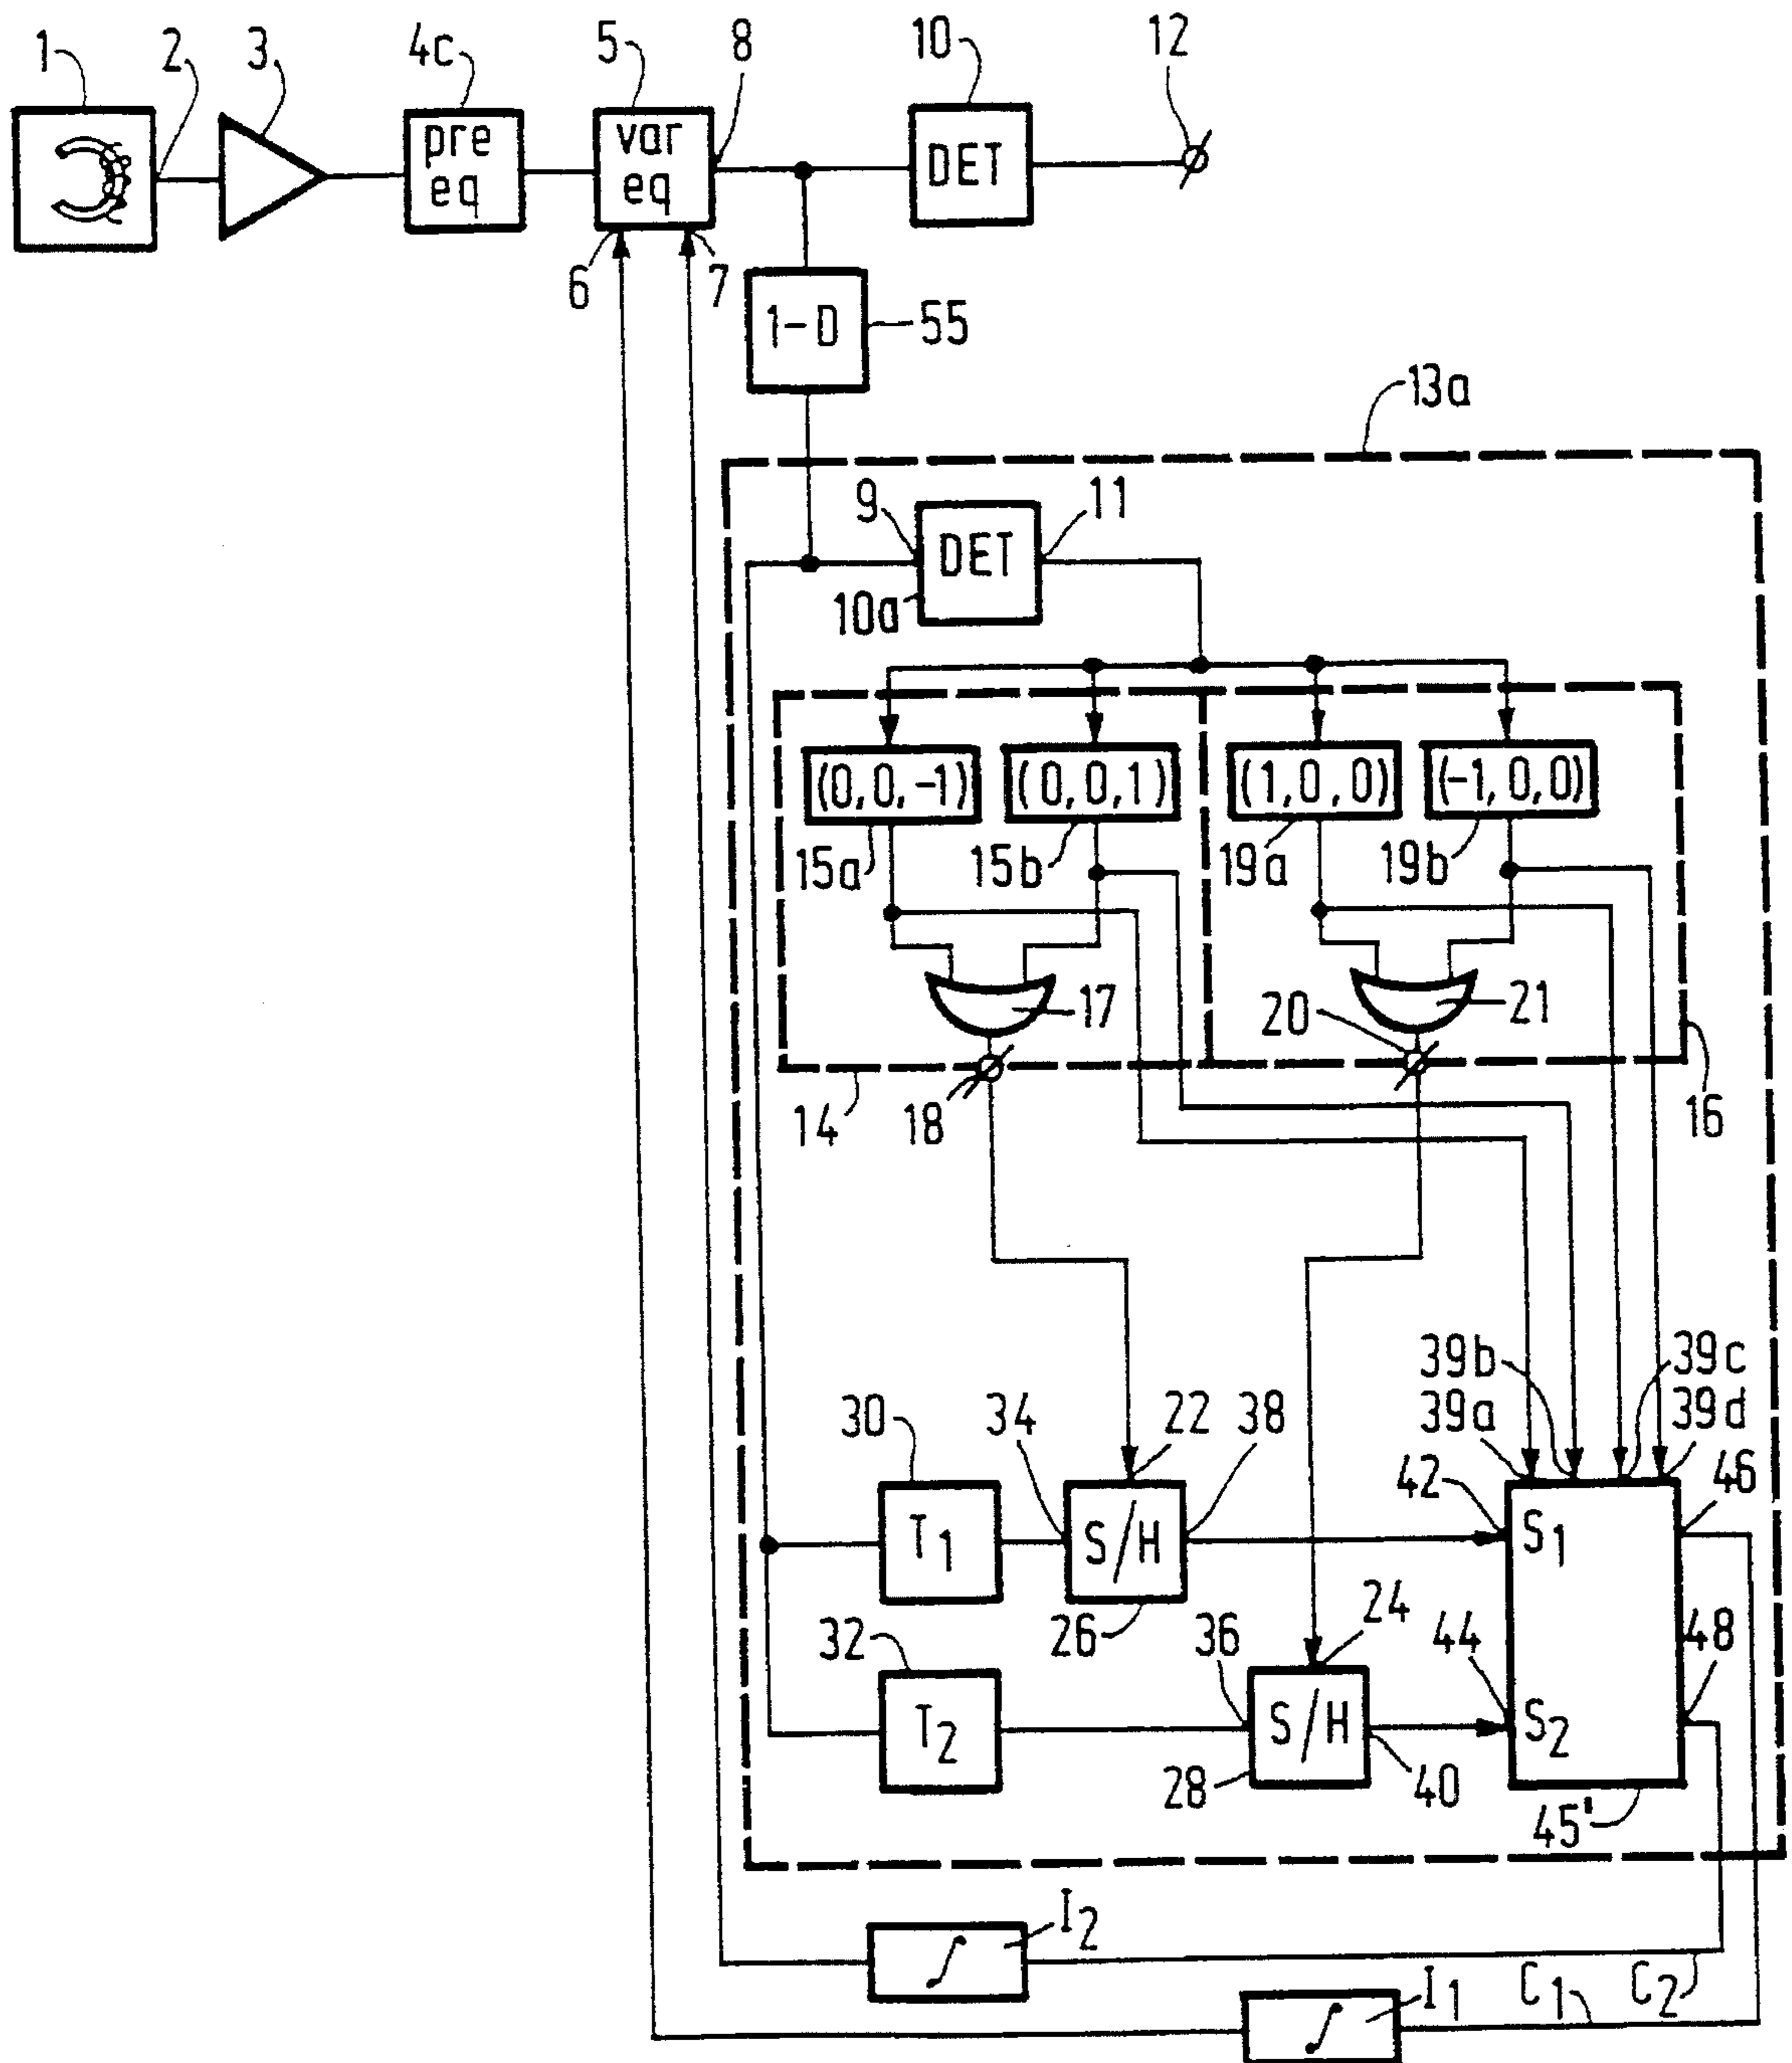 1
2
3
4c
5
8
10
12
pre
eq
var
eq
DET
6
7
1-D
55
13a
9
11
DET
10a
(0,0,-1)
(0,0,1)
(1,0,0)
(-1,0,0)
15a
15b
19a
19b
17
20
21
14
18
16
39b
39c
39a
39d
30
34
22
38
42
46
T1
S/H
S1
26
24
32
36
44
48
T2
S/H
S2
28
40
45'
I2
∫
C1
C2
I1
∫